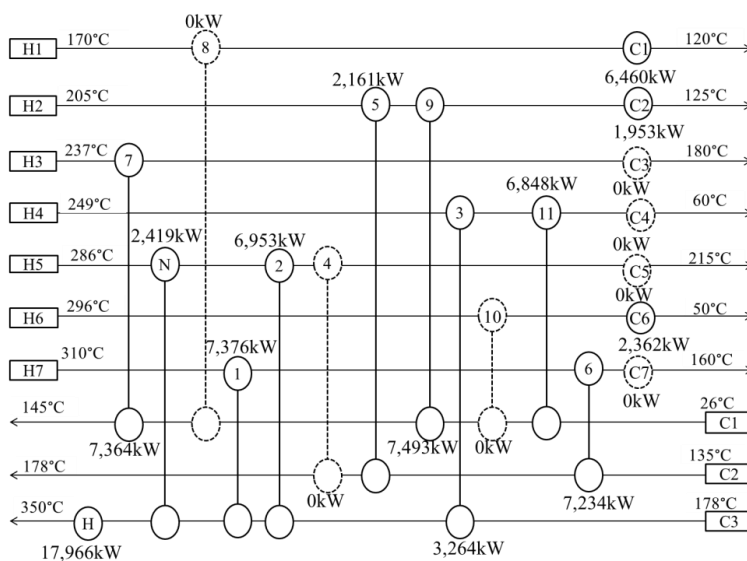 0kW
H1 170°C 8 C1 120°C
6,460kW
2,161kW
H2 205°C 5 9 C2 125°C
1,953kW
H3 237°C 7 C3 180°C
0kW
6,848kW
H4 249°C 3 11 C4 60°C
0kW
2,419kW 6,953kW
H5 286°C N 2 4 C5 215°C
0kW
H6 296°C 10 C6 50°C
2,362kW
7,376kW
H7 310°C 1 6 C7 160°C
0kW
145°C 26°C C1
7,364kW 7,493kW 0kW
178°C 135°C C2
0kW 7,234kW
350°C H 178°C C3
17,966kW 3,264kW